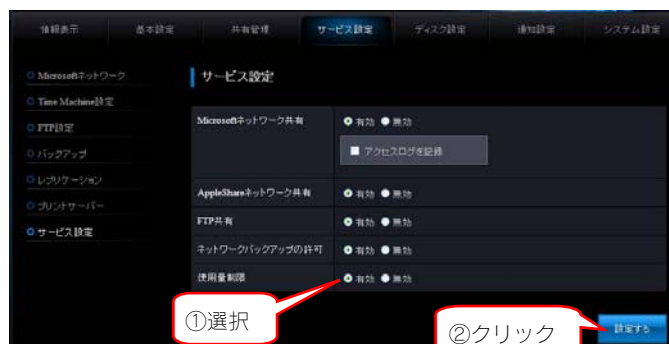 情報表示 基本設定 共有管理 サービス設定 ディスク設定 通知設定 システム設定
Microsoftネットワーク
Time Machine設定
FTP設定
バックアップ
レプリケーション
プリントサーバー
サービス設定
サービス設定
Microsoftネットワーク共有 有効 無効
アクセスログを記録
AppleShareネットワーク共有 有効 無効
FTP共有 有効 無効
ネットワークバックアップの許可 有効 無効
使用量制限 有効 無効
①選択
②クリック
設定する